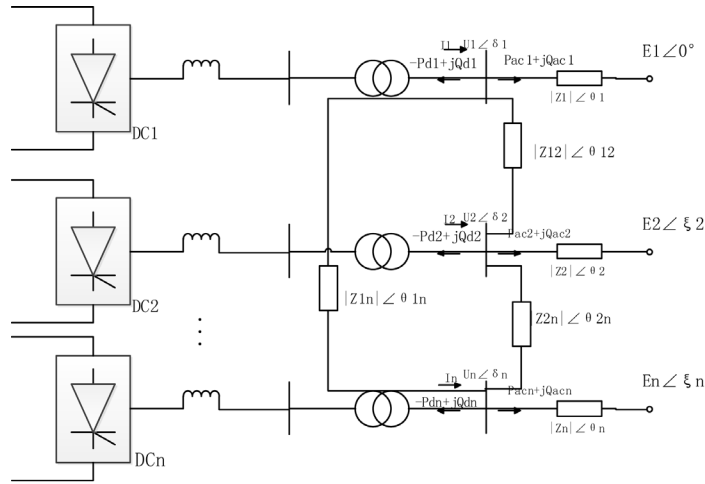 I1 U1∠δ1
E1∠0°
-Pd1+jQd1
Pac1+jQac1
|Z1|∠θ1
DC1
|Z12|∠θ12
I2 U2∠δ2
E2∠ξ2
-Pd2+jQd2
Pac2+jQac2
|Z2|∠θ2
DC2
|Z1n|∠θ1n
Z2n|∠θ2n
In Un∠δn
En∠ξn
-Pdn+jQdn
Pacn+jQacn
|Zn|∠θn
DCn